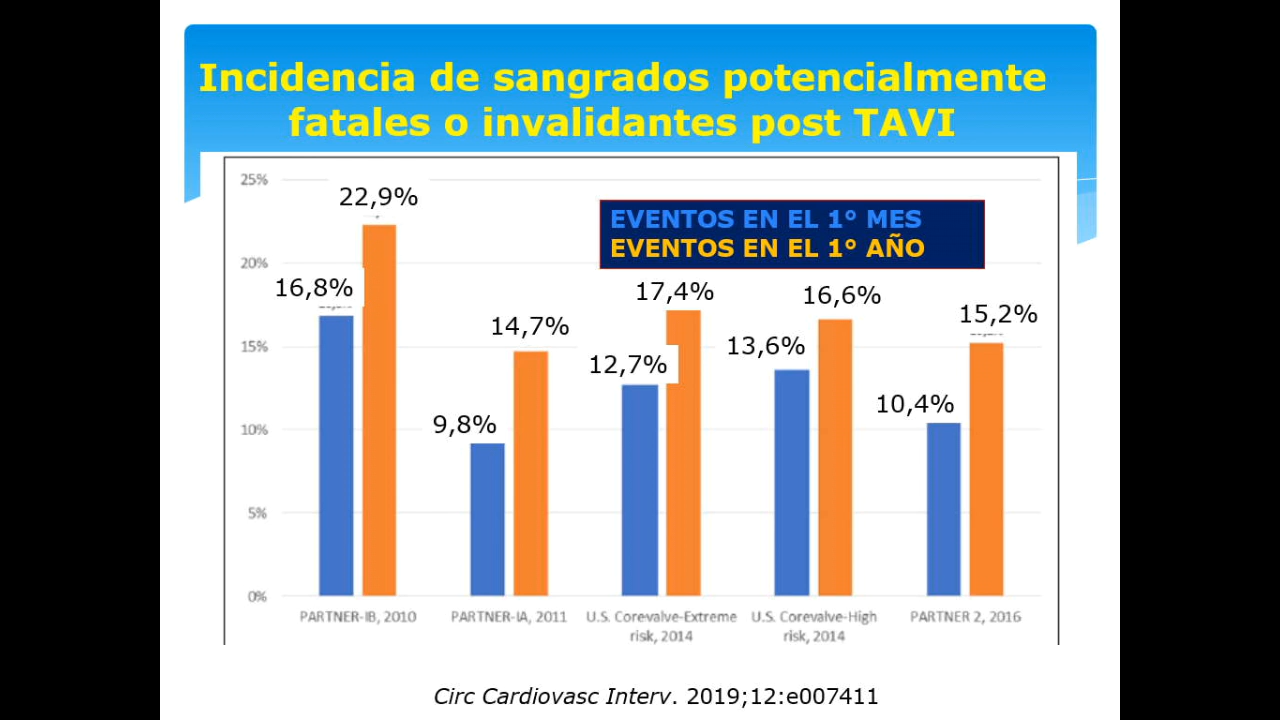 Incidencia de sangrados potencialmente
fatales o invalidantes post TAVI
25%
22,9%
EVENTOS EN EL 1° MES
EVENTOS EN EL 1° AÑO
20%
16,8%
17,4%
16,6%
15,2%
14,7%
15%
13,6%
12,7%
10,4%
9,8%
10%
5%
0%
PARTNER-IB, 2010
PARTNER-IA, 2011
U.S. Corevalve-Extreme
risk, 2014
U.S. Corevalve-High
risk, 2014
PARTNER 2, 2016
Circ Cardiovasc Interv. 2019;12:e007411